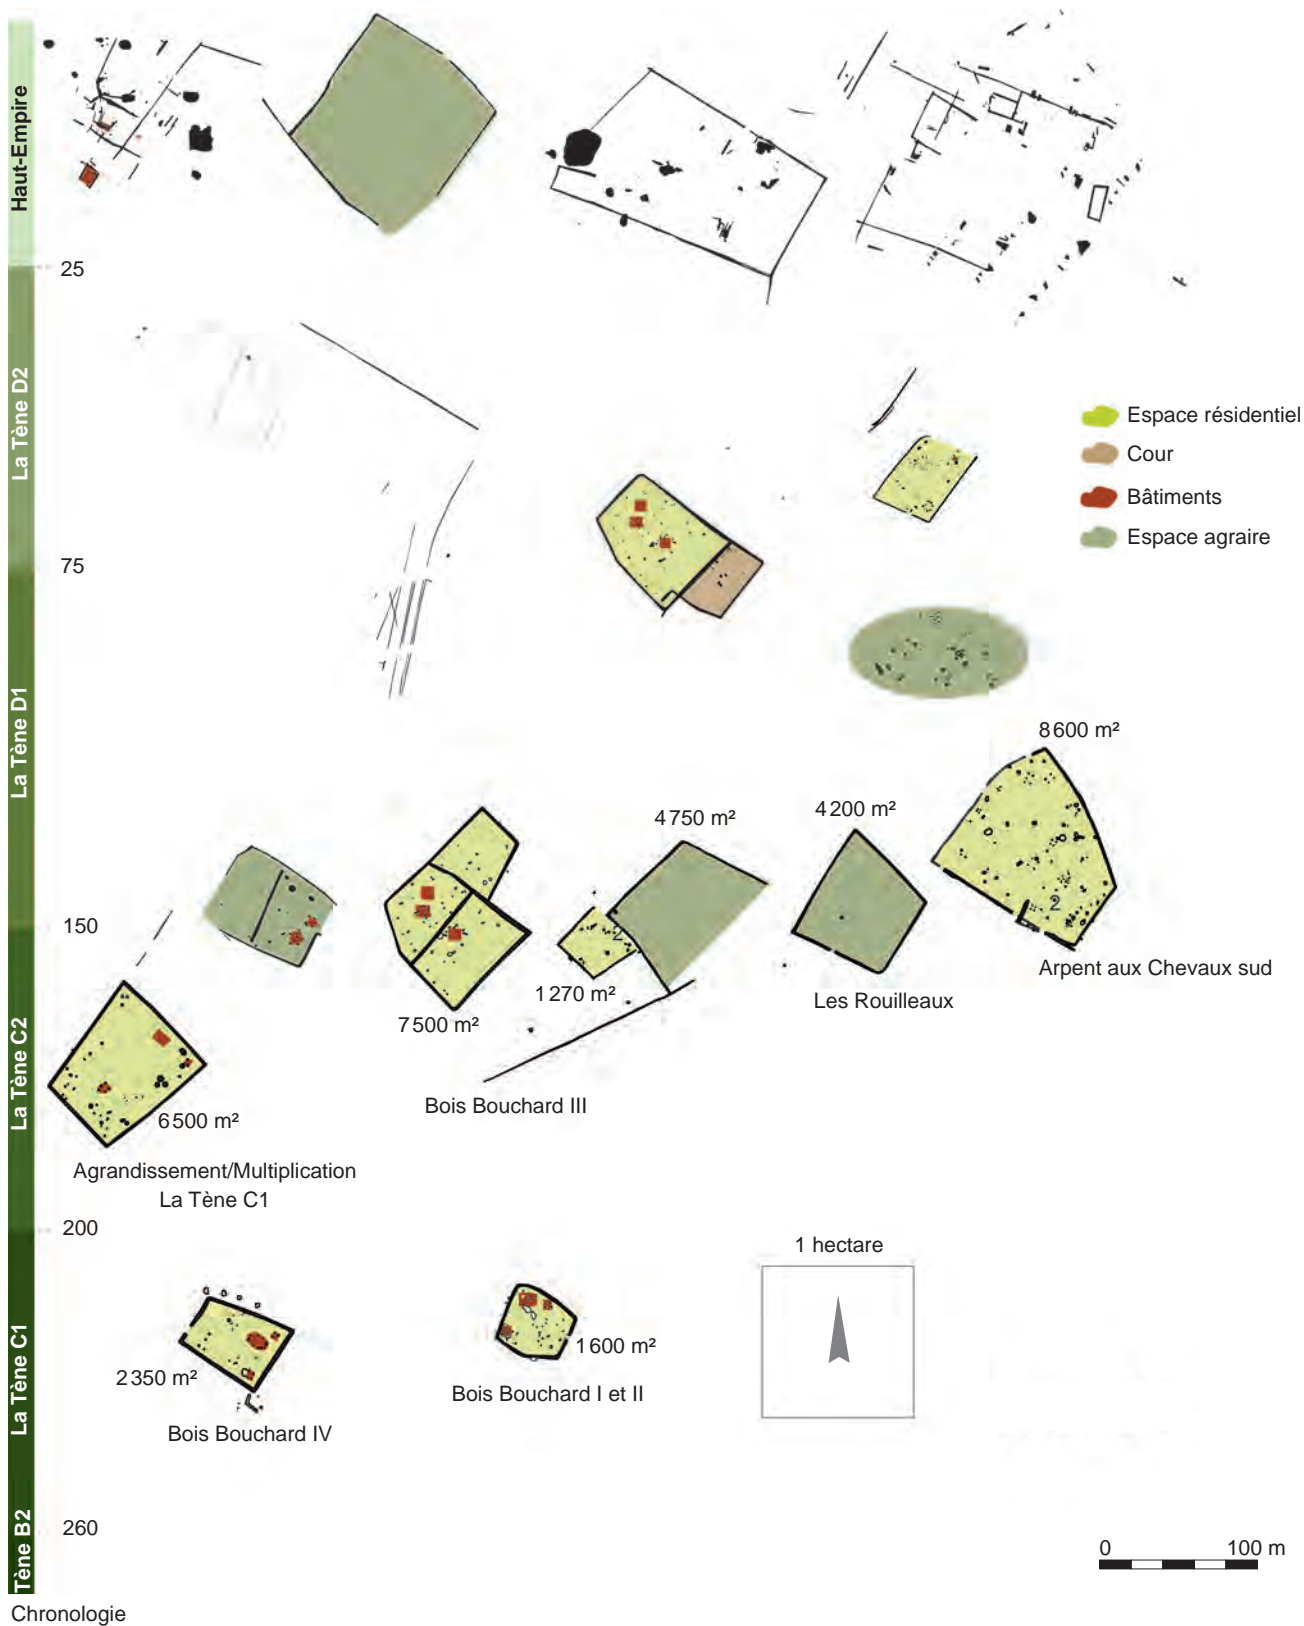 Haut-Empire
25
La Tène D2
Espace résidentiel
Cour
Bâtiments
Espace agraire
75
La Tène D1
8 600 m²
4 750 m²
4 200 m²
150
2
2
Arpent aux Chevaux sud
1 270 m²
Les Rouilleaux
7 500 m²
La Tène C2
Bois Bouchard III
6 500 m²
Agrandissement/Multiplication
La Tène C1
200
1 hectare
La Tène C1
1 600 m²
2 350 m²
Bois Bouchard I et II
Bois Bouchard IV
260
Tène B2
0 100 m
Chronologie